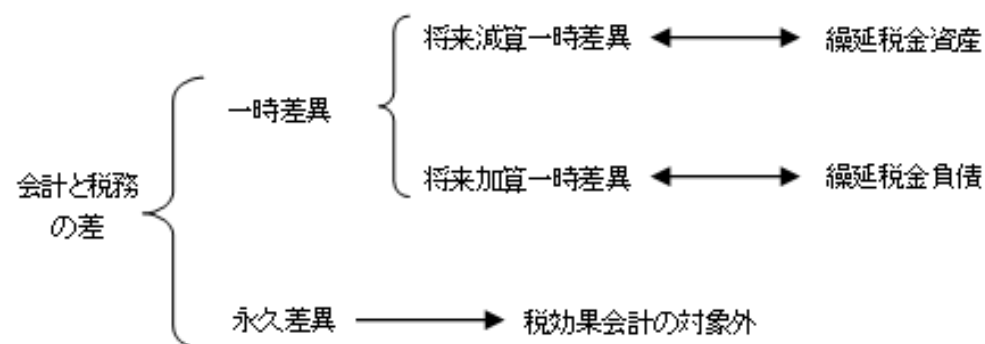 将来減算一時差異
繰延税金資産
一時差異
将来加算一時差異
繰延税金負債
会計と税務
の差
永久差異
税効果会計の対象外